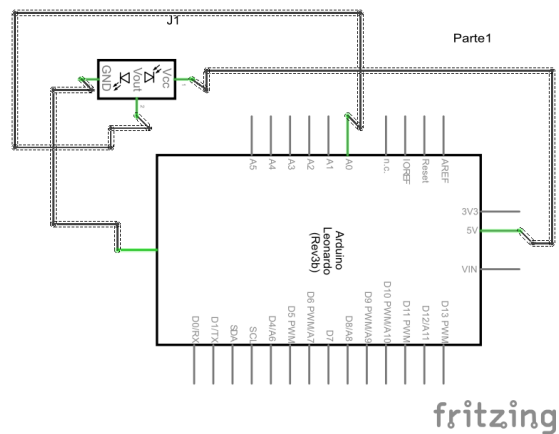 J1
Parte1
GND
Vout
Vcc
1
2
A5
A4
A3
A2
A1
A0
n.c.
IOREF
Reset
AREF
3V3
5V
VIN
Arduino
Leonardo
(Rev3b)
D0/RX
D1/TX
SDA
SCL
D4/A6
D5 PWM
D6 PWM/A7
D7
D8/A8
D9 PWM/A9
D10 PWM/A10
D11 PWM
D12/A11
D13 PWM
fritzing